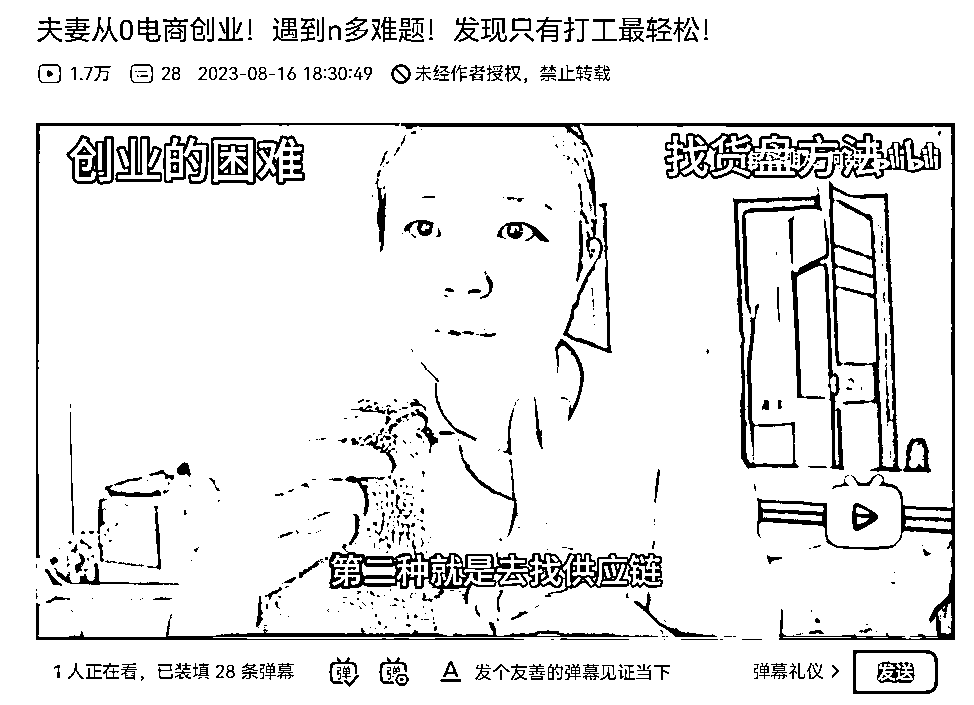 夫妻从0电商创业！遇到n多难题！发现只有打工最轻松！
1.7万 28 2023-08-16 18:30:49 未经作者授权，禁止转载
创业的困难
找货盘方法
第二种就是去找供应链
1人正在看，已装填 28 条弹幕 弹 弹 A 发个友善的弹幕见证当下 弹幕礼仪 > 发送